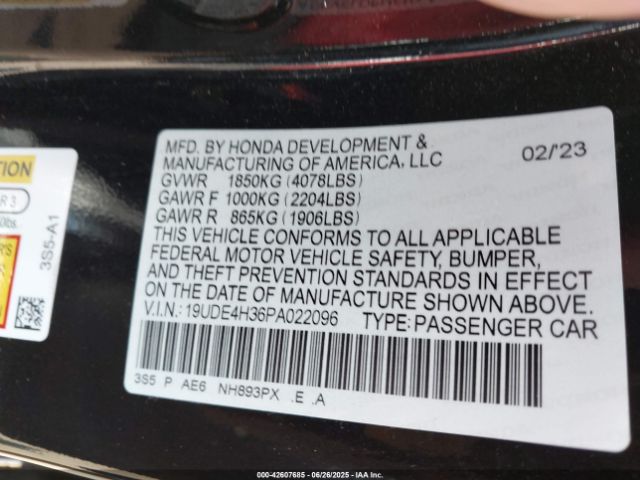 MFD. BY HONDA DEVELOPMENT &
MANUFACTURING OF AMERICA, LLC 02/'23
GVWR 1850KG (4078LBS)
GAWR F 1000KG (2204LBS)
GAWR R 865KG (1906LBS)
THIS VEHICLE CONFORMS TO ALL APPLICABLE
FEDERAL MOTOR VEHICLE SAFETY, BUMPER,
AND THEFT PREVENTION STANDARDS IN EFFECT
ON THE DATE OF MANUFACTURE SHOWN ABOVE.
V.I.N.: 19UDE4H36PA022096 TYPE: PASSENGER CAR
3S5 P AE6 NH893PX .E .A
TION
R 3
0lbs.
3S5-A1
000-42607685 | 06/26/2025 | IAA Inc.